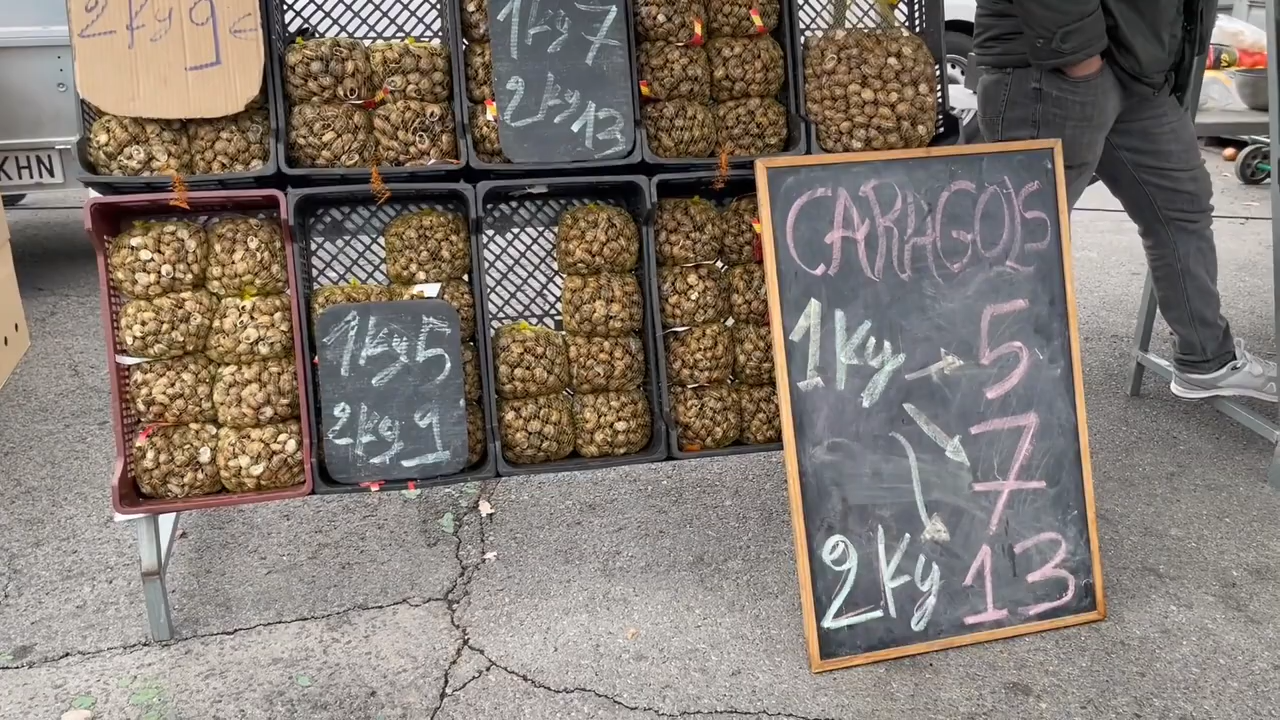 2Kg 9€
1Kg 7
2Kg 13
KHN
1Kg 5
2Kg 9
CARAGOLS
1Kg → 5
7
2Kg 13